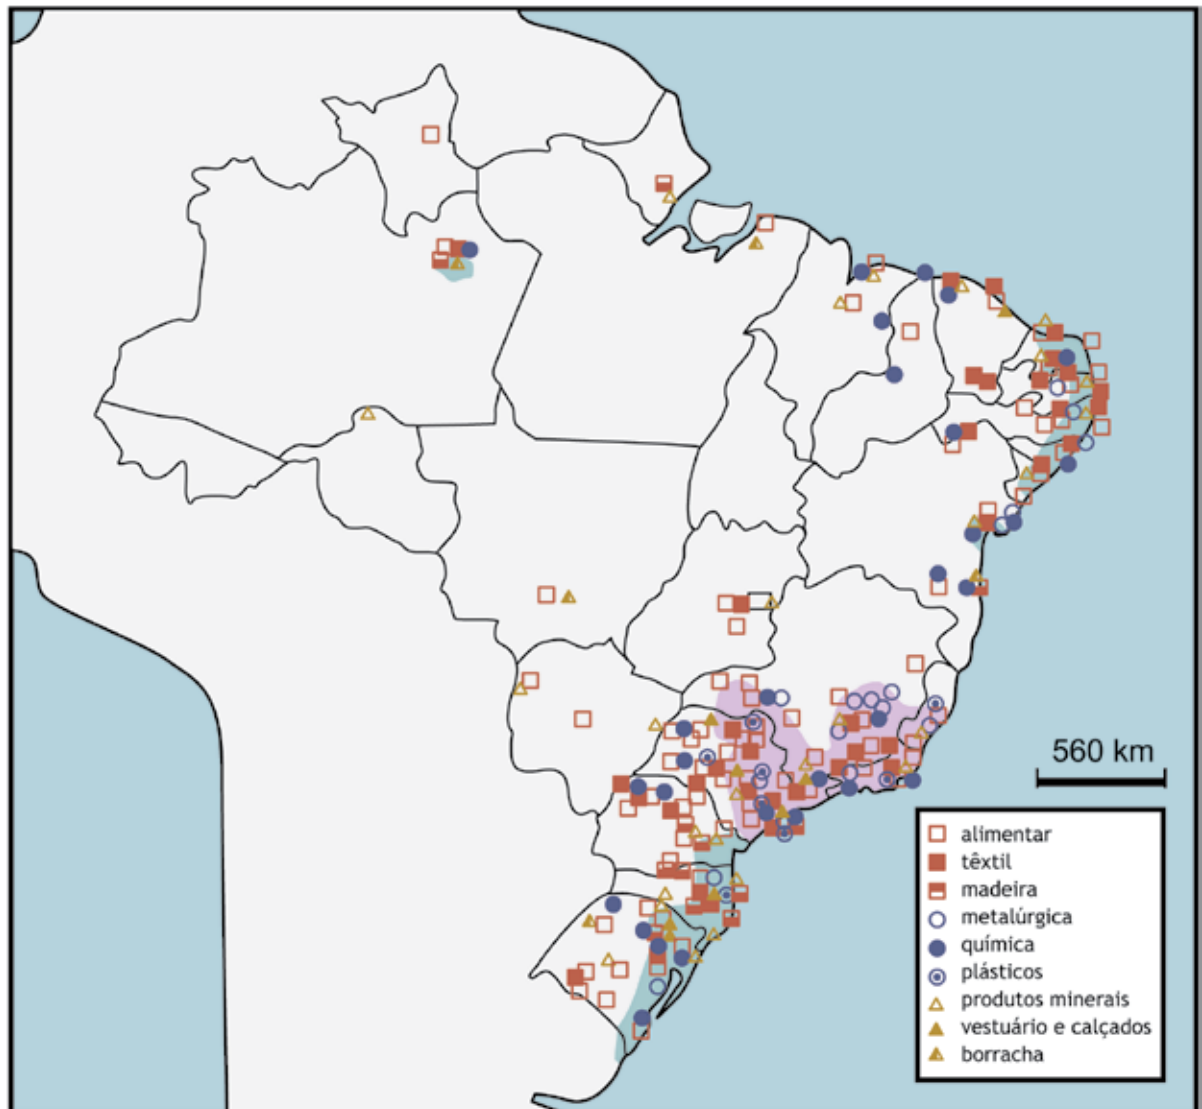 560 km
alimentar
têxtil
madeira
metalúrgica
química
plásticos
produtos minerais
vestuário e calçados
borracha